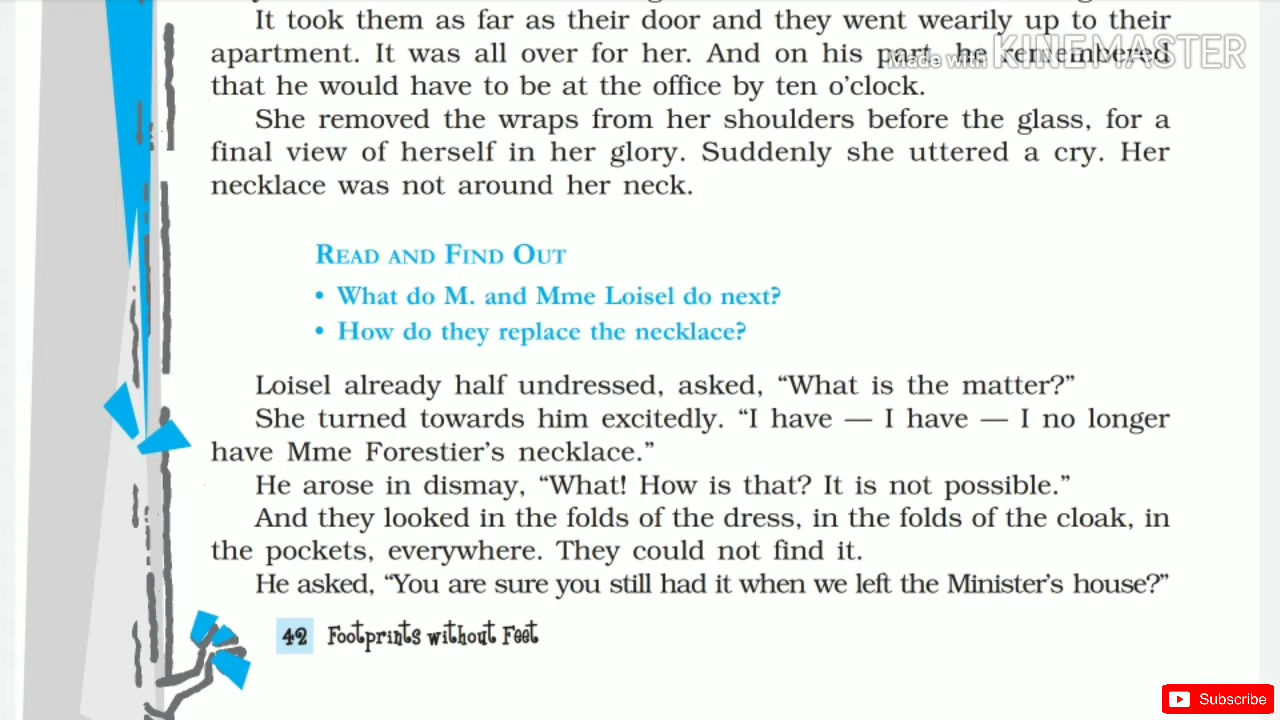 It took them as far as their door and they went wearily up to their
apartment. It was all over for her. And on his part, he remembered
Made with KINEMASTER
that he would have to be at the office by ten o’clock.
She removed the wraps from her shoulders before the glass, for a
final view of herself in her glory. Suddenly she uttered a cry. Her
necklace was not around her neck.
READ AND FIND OUT
• What do M. and Mme Loisel do next?
• How do they replace the necklace?
Loisel already half undressed, asked, “What is the matter?”
She turned towards him excitedly. “I have — I have — I no longer
have Mme Forestier’s necklace.”
He arose in dismay, “What! How is that? It is not possible.”
And they looked in the folds of the dress, in the folds of the cloak, in
the pockets, everywhere. They could not find it.
He asked, “You are sure you still had it when we left the Minister’s house?”
42 Footprints without Feet
Subscribe